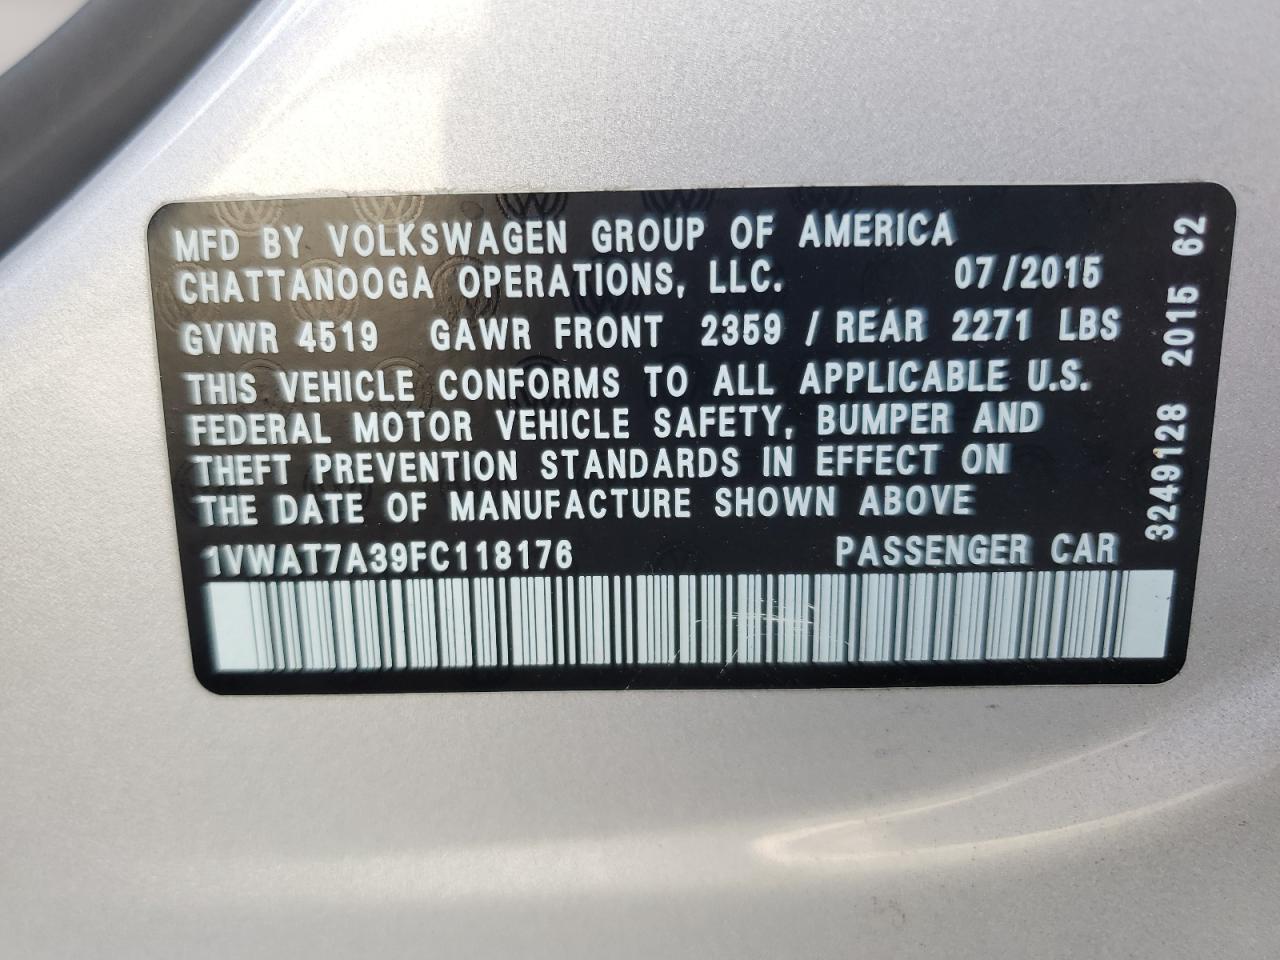 MFD BY VOLKSWAGEN GROUP OF AMERICA
CHATTANOOGA OPERATIONS, LLC. 07/2015
GVWR 4519 GAWR FRONT 2359 / REAR 2271 LBS
THIS VEHICLE CONFORMS TO ALL APPLICABLE U.S.
FEDERAL MOTOR VEHICLE SAFETY, BUMPER AND
THEFT PREVENTION STANDARDS IN EFFECT ON
THE DATE OF MANUFACTURE SHOWN ABOVE
1VWAT7A39FC118176 PASSENGER CAR
3249128 2015 62